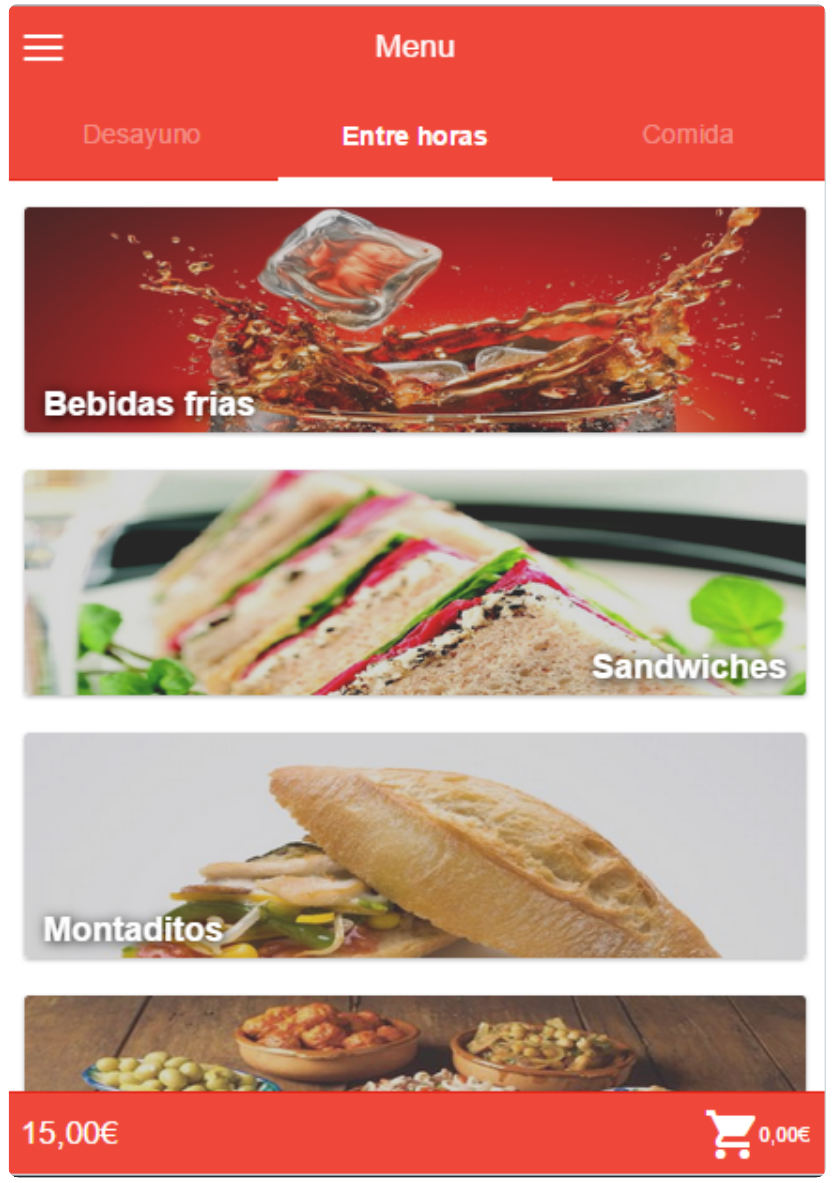 Menu
Desayuno
Entre horas
Comida
Bebidas frias
Sandwiches
Montaditos
15,00€
0,00€